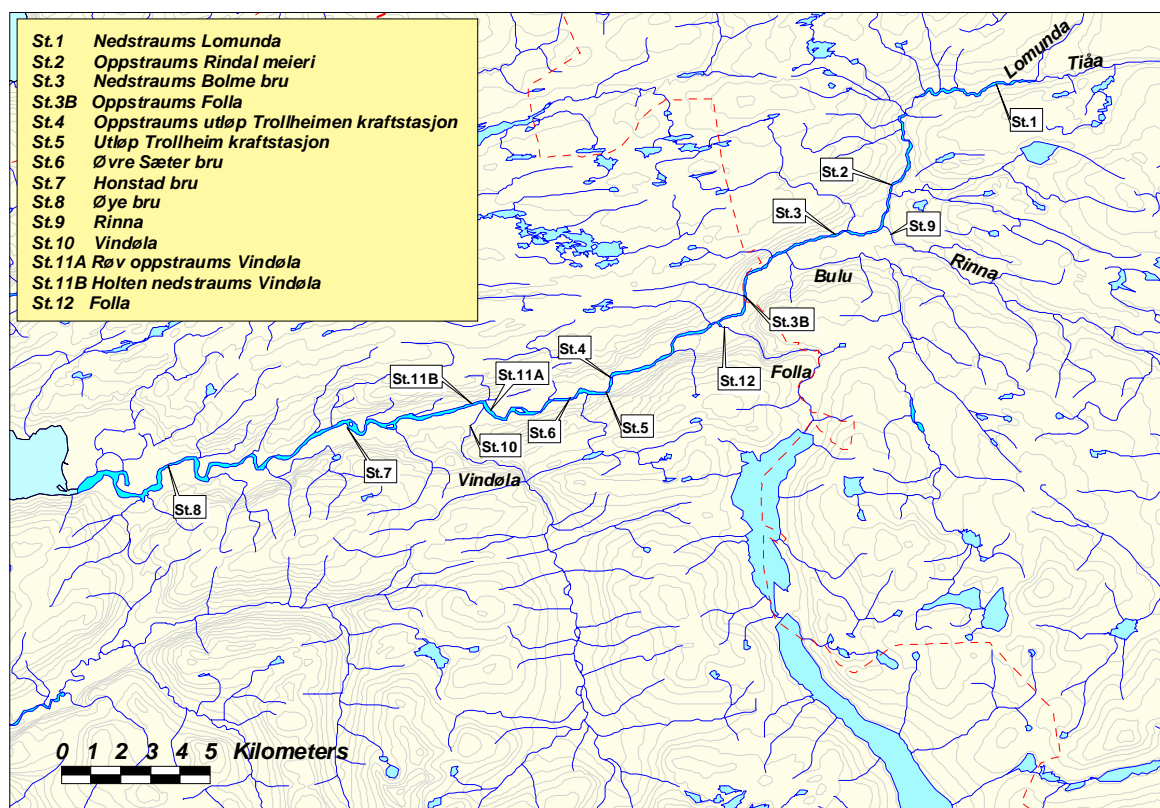 St.1 Nedstraums Lomunda
St.2 Oppstraums Rindal meieri
St.3 Nedstraums Bolme bru
St.3B Oppstraums Folla
St.4 Oppstraums utløp Trollheimen kraftstasjon
St.5 Utløp Trollheim kraftstasjon
St.6 Øvre Sæter bru
St.7 Honstad bru
St.8 Øye bru
St.9 Rinna
St.10 Vindøla
St.11A Røv oppstraums Vindøla
St.11B Holten nedstraums Vindøla
St.12 Folla
Lomunda
Tiåa
St.1
St.2
St.3
St.9
Rinna
Bulu
St.3B
St.4
St.12
Folla
St.11B
St.11A
St.6
St.5
St.10
St.7
Vindøla
St.8
0 1 2 3 4 5 Kilometers